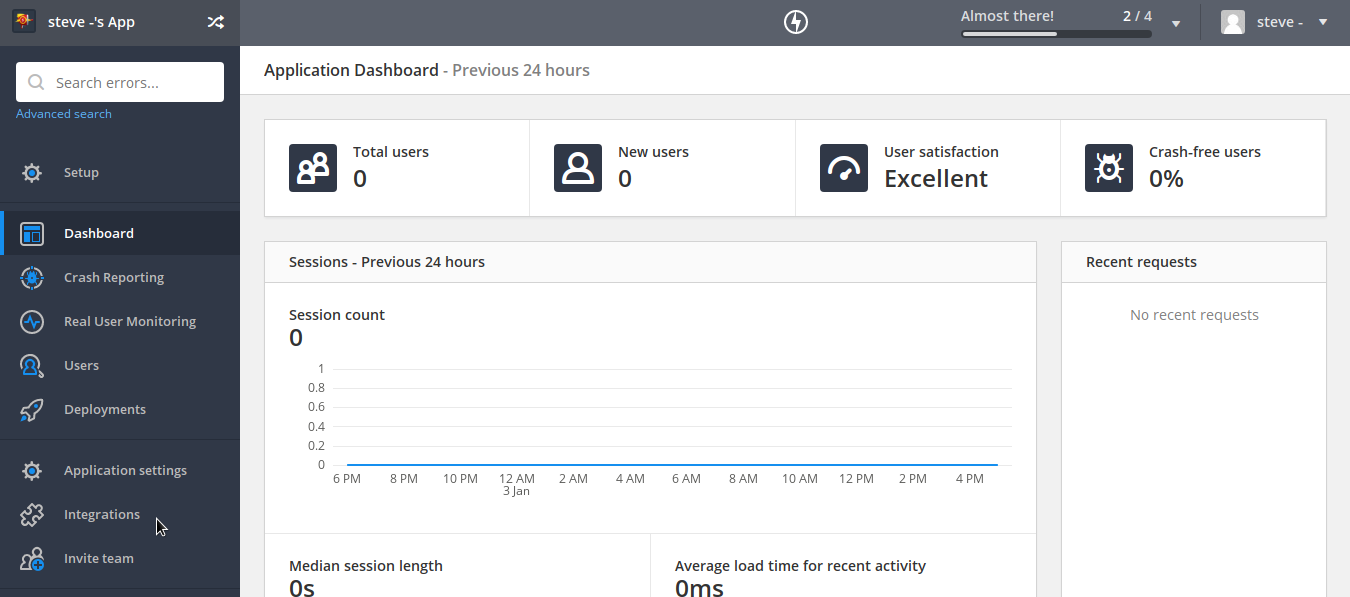 steve -'s App
Almost there! 2 / 4
steve -
Search errors...
Advanced search
Setup
Dashboard
Crash Reporting
Real User Monitoring
Users
Deployments
Application settings
Integrations
Invite team
Application Dashboard - Previous 24 hours
Total users
0
New users
0
User satisfaction
Excellent
Crash-free users
0%
Sessions - Previous 24 hours
Session count
0
1
0.8
0.6
0.4
0.2
0
6 PM 8 PM 10 PM 12 AM 2 AM 4 AM 6 AM 8 AM 10 AM 12 PM 2 PM 4 PM
3 Jan
Median session length
0s
Average load time for recent activity
0ms
Recent requests
No recent requests